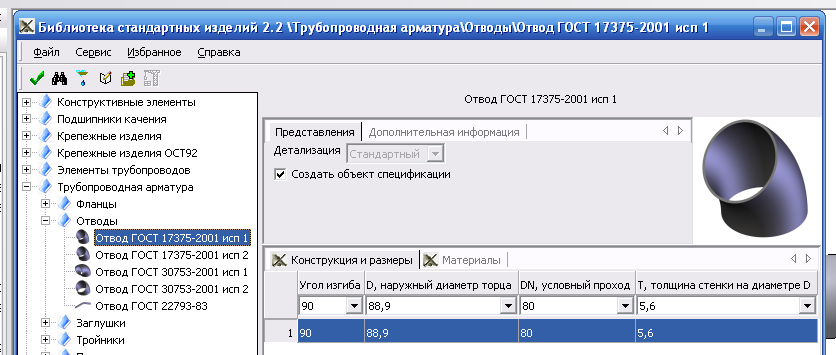 Библиотека стандартных изделий 2.2 \Трубопроводная арматура\Отводы\Отвод ГОСТ 17375-2001 исп 1
Файл Сервис Избранное Справка
Конструктивные элементы
Подшипники качения
Крепежные изделия
Крепежные изделия ОСТ92
Элементы трубопроводов
Трубопроводная арматура
Фланцы
Отводы
Отвод ГОСТ 17375-2001 исп 1
Отвод ГОСТ 17375-2001 исп 2
Отвод ГОСТ 30753-2001 исп 1
Отвод ГОСТ 30753-2001 исп 2
Отвод ГОСТ 22793-83
Заглушки
Тройники
Отвод ГОСТ 17375-2001 исп 1
Представления Дополнительная информация
Детализация Стандартный
Создать объект спецификации
Конструкция и размеры Материалы
Угол изгиба D, наружный диаметр торца DN, условный проход T, толщина стенки на диаметре D
90 88,9 80 5,6
1 90 88,9 80 5,6